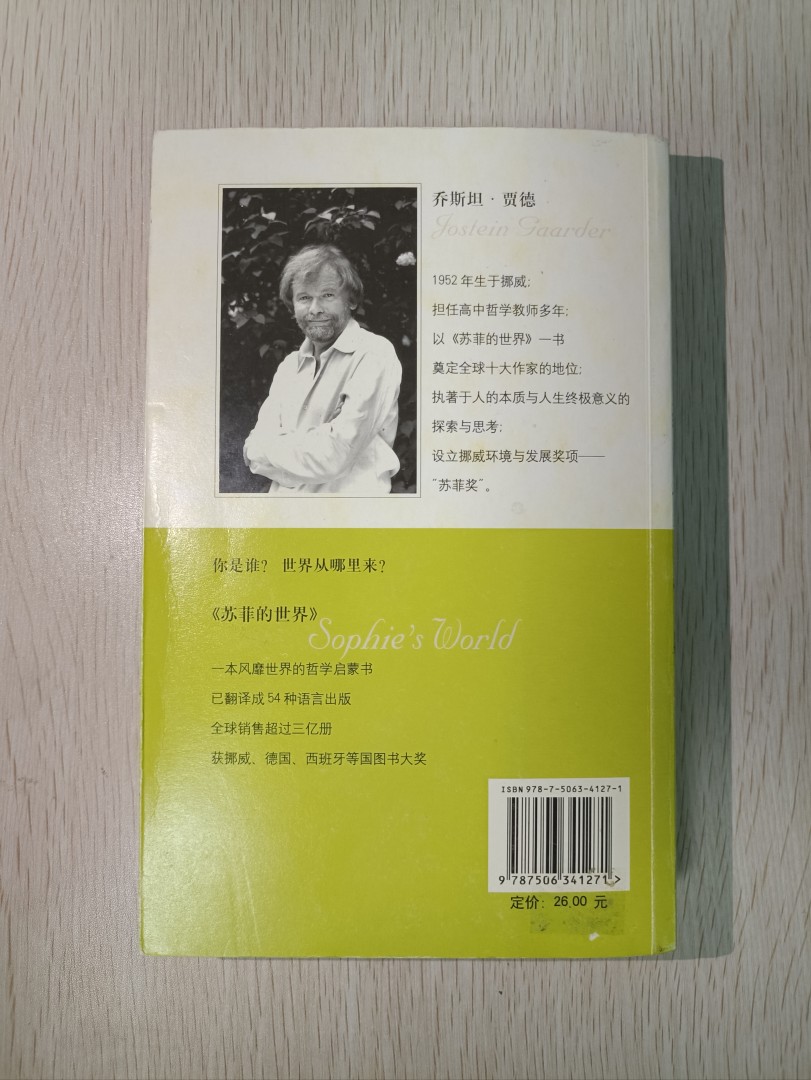 乔斯坦·贾德
Jostein Gaarder
1952年生于挪威;
担任高中哲学教师多年;
以《苏菲的世界》一书
奠定全球十大作家的地位;
执著于人的本质与人生终极意义的
探索与思考;
设立挪威环境与发展奖项——
"苏菲奖"。
你是谁? 世界从哪里来?
《苏菲的世界》
Sophie's World
一本风靡世界的哲学启蒙书
已翻译成54种语言出版
全球销售超过三亿册
获挪威、德国、西班牙等国图书大奖
ISBN 978-7-5063-4127-1
9 787506 341271 >
定价: 26.00 元